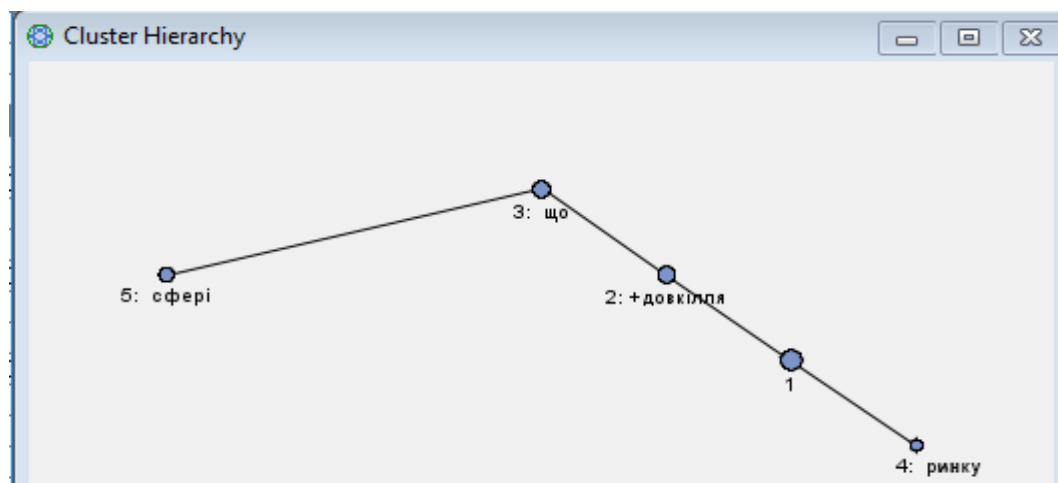 Cluster Hierarchy
3: що
5: сфері
2: +довкілля
1
4: ринку